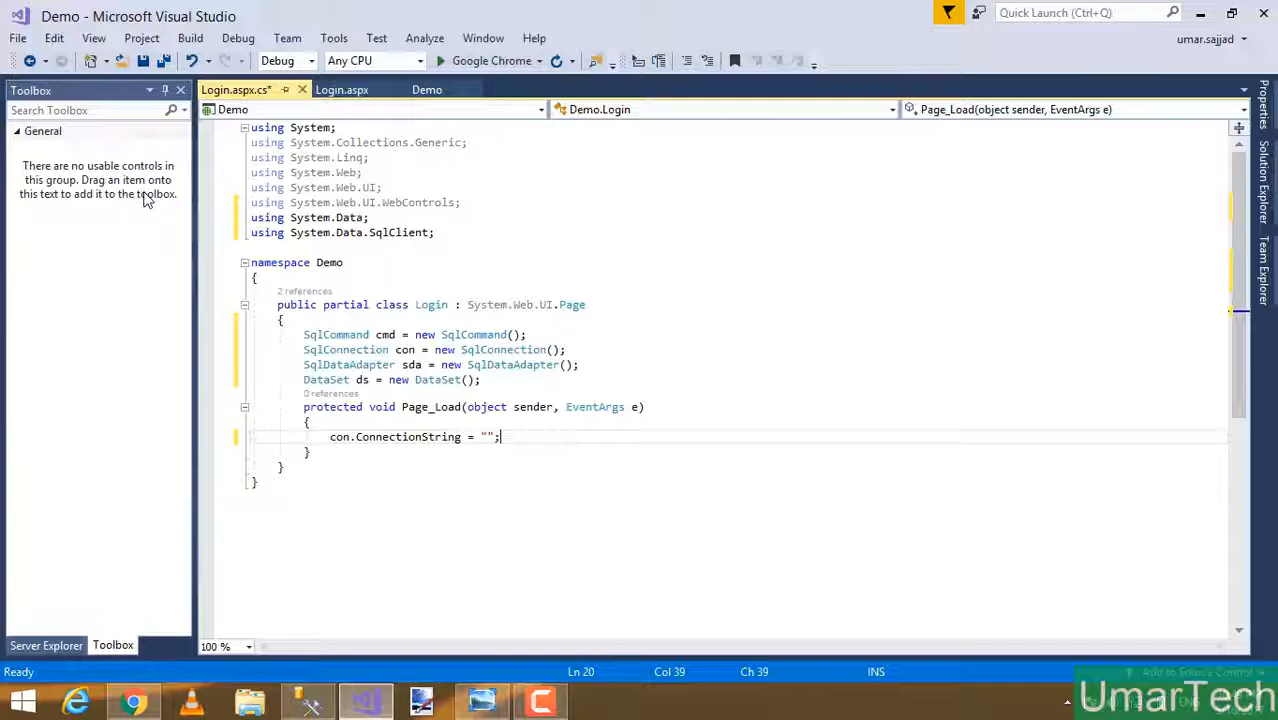 Demo - Microsoft Visual Studio
Quick Launch (Ctrl+Q)
File Edit View Project Build Debug Team Tools Test Analyze Window Help
umar.sajjad
Debug Any CPU Google Chrome
Toolbox
Login.aspx.cs* Login.aspx Demo
Search Toolbox
Demo Demo.Login Page_Load(object sender, EventArgs e)
General
There are no usable controls in
this group. Drag an item onto
this text to add it to the toolbox.
using System;
using System.Collections.Generic;
using System.Linq;
using System.Web;
using System.Web.UI;
using System.Web.UI.WebControls;
using System.Data;
using System.Data.SqlClient;
namespace Demo
{
2 references
public partial class Login : System.Web.UI.Page
{
SqlCommand cmd = new SqlCommand();
SqlConnection con = new SqlConnection();
SqlDataAdapter sda = new SqlDataAdapter();
DataSet ds = new DataSet();
0 references
protected void Page_Load(object sender, EventArgs e)
{
con.ConnectionString = "";
}
}
}
Properties
Solution Explorer
Team Explorer
Server Explorer Toolbox
100 %
Ready Ln 20 Col 39 Ch 39 INS Add to Source Control
UmarTech